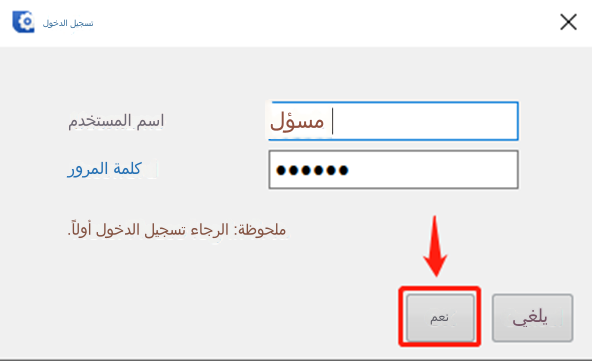 تسجيل الدخول
اسم المستخدم
مسؤل
كلمة المرور
ملحوظة: الرجاء تسجيل الدخول أولاً.
نعم
يلغي